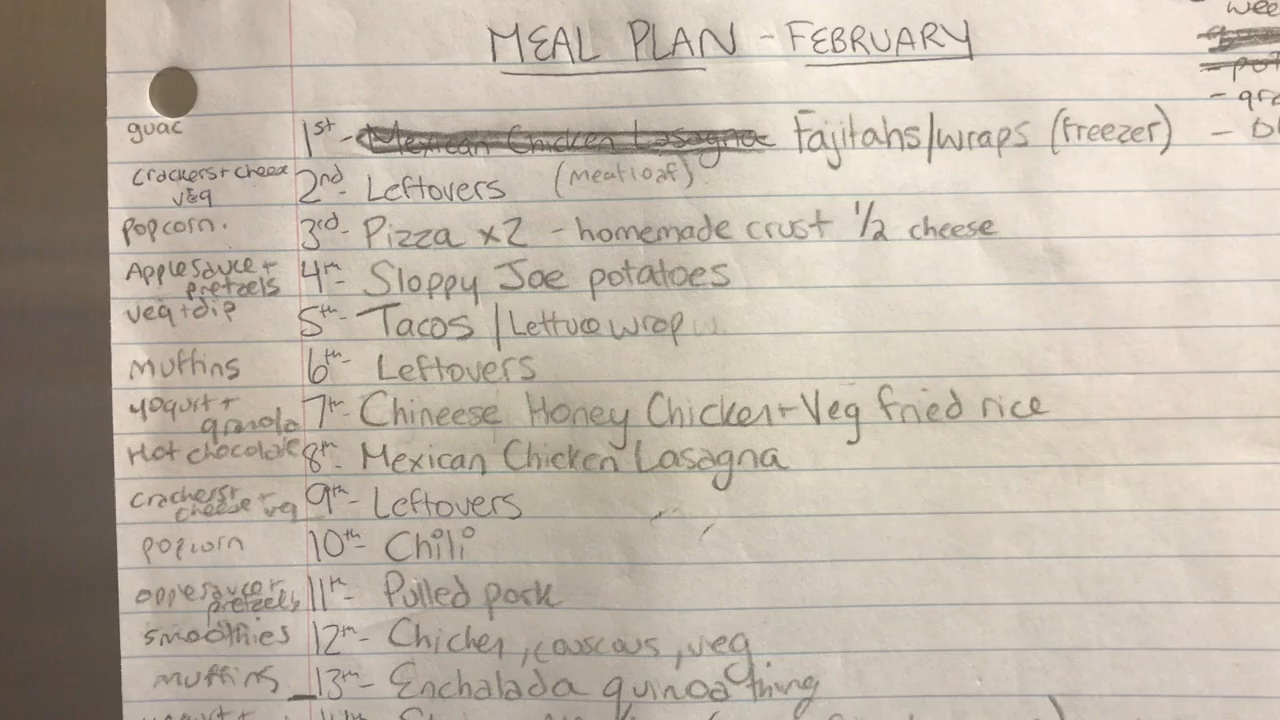 MEAL PLAN - FEBRUARY
wee
- pot
- gra
guac 1st - Mexican Chicken Lasagna Fajitahs/wraps (freezer)
crackers + cheese 2nd - Leftovers (meatloaf)
veg
popcorn. 3rd - Pizza x2 - homemade crust 1/2 cheese
Applesauce + 4th - Sloppy Joe potatoes
pretzels
veg + dip 5th - Tacos / Lettuce wrap
muffins 6th - Leftovers
yogurt + 7th - Chineese Honey Chicken + Veg fried rice
granola
Hot chocolate 8th - Mexican Chicken Lasagna
crackers + 9th - Leftovers
cheese + veg
popcorn 10th - Chili
applesauce + 11th - Pulled pork
pretzels
smoothies 12th - Chicken, couscous, veg
muffins 13th - Enchalada quinoa thing
yogurt +